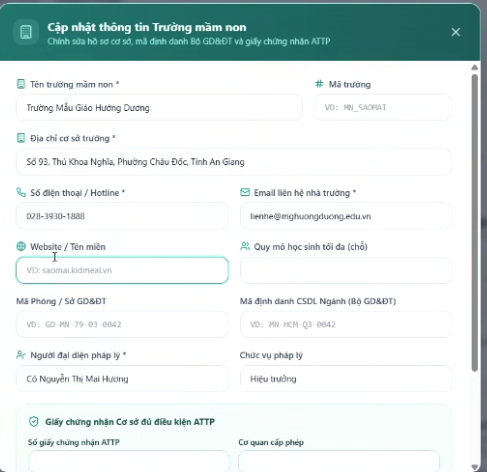 Cập nhật thông tin Trường mầm non
Chỉnh sửa hồ sơ cơ sở, mã định danh Bộ GD&ĐT và giấy chứng nhận ATTP
Tên trường mầm non *
Mã trường
Trường Mẫu Giáo Hướng Dương
VD: MN_SAOMAI
Địa chỉ cơ sở trường *
Số 93, Thủ Khoa Nghĩa, Phường Châu Đốc, Tỉnh An Giang
Số điện thoại / Hotline *
Email liên hệ nhà trường *
028-3930-1888
lienhe@mghuongduong.edu.vn
Website / Tên miền
Quy mô học sinh tối đa (chỗ)
VD: saomai.kidmeal.vn
Mã Phòng / Sở GD&ĐT
Mã định danh CSDL Ngành (Bộ GD&ĐT)
VD: GD-MN-79-03-0042
VD: MN-HCM-Q3-0042
Người đại diện pháp lý *
Chức vụ pháp lý
Cô Nguyễn Thị Mai Hương
Hiệu trưởng
Giấy chứng nhận Cơ sở đủ điều kiện ATTP
Số giấy chứng nhận ATTP
Cơ quan cấp phép